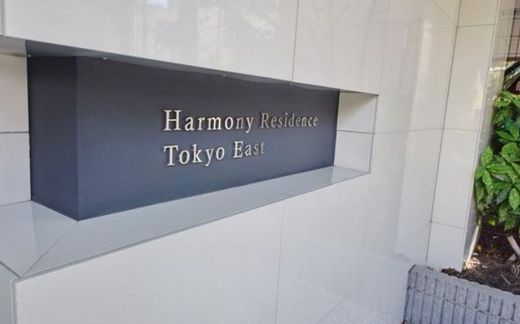 Harmony Residence
Tokyo East